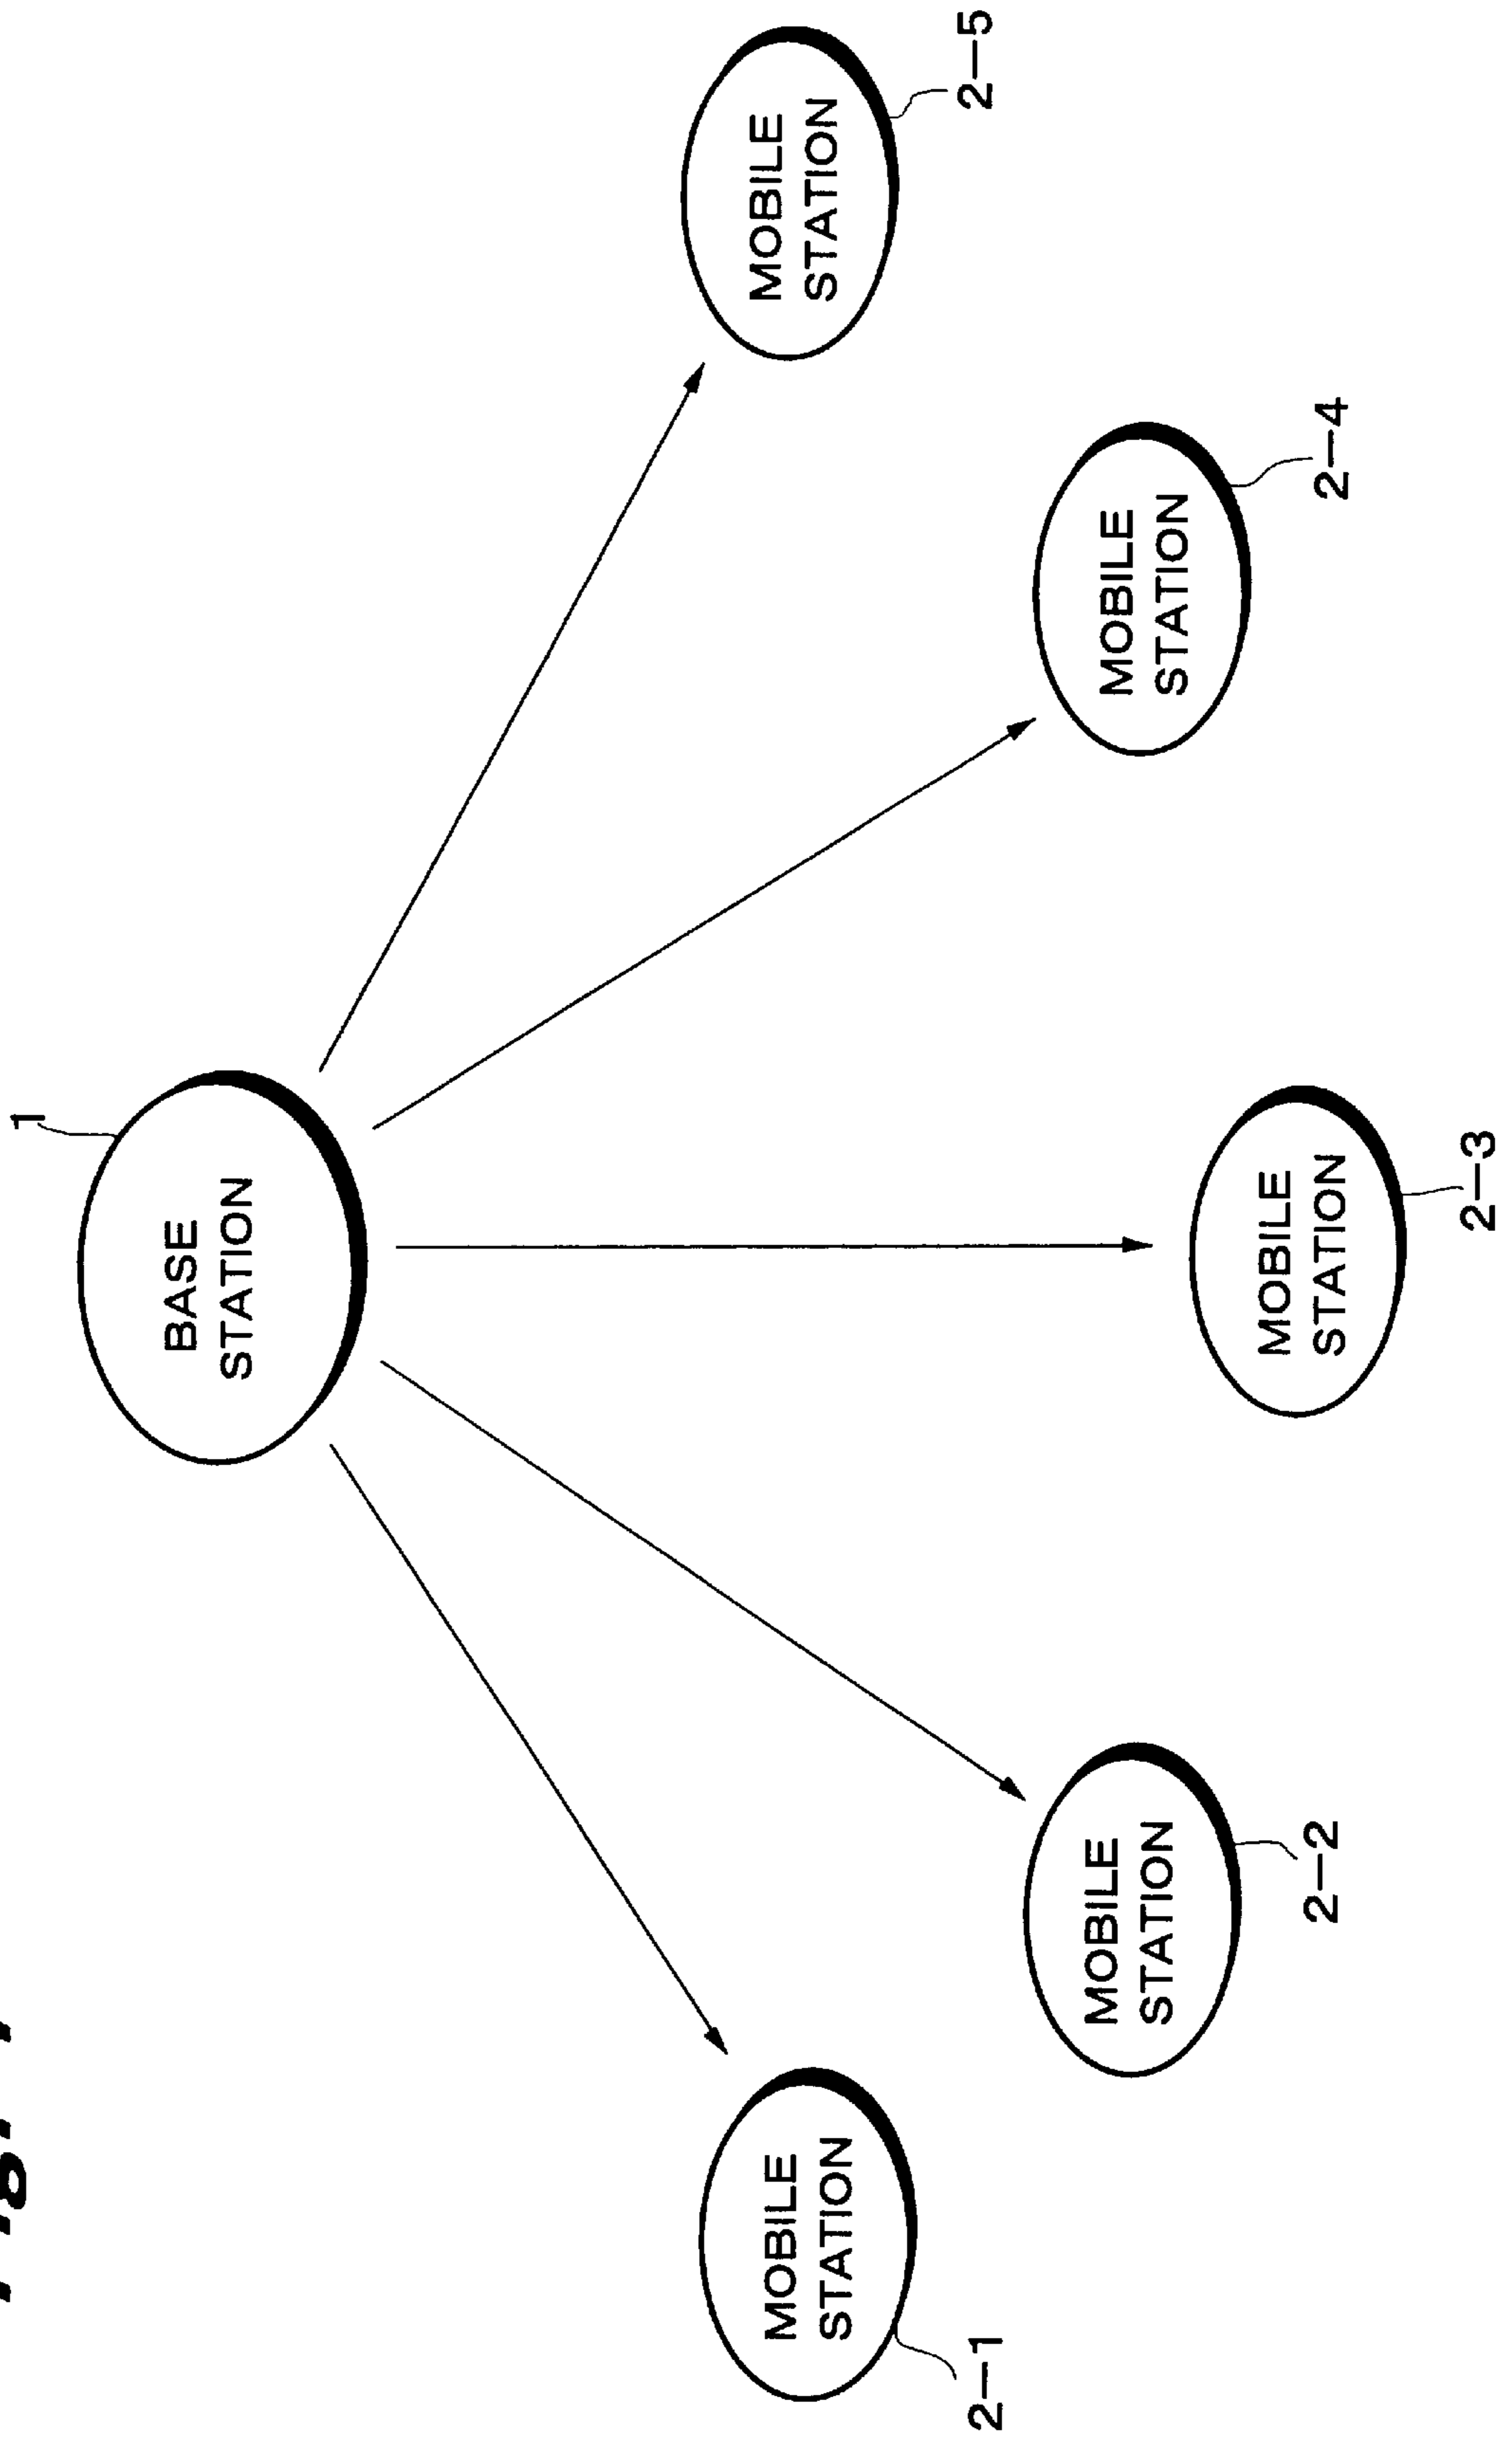 1
BASE
STATION
MOBILE
STATION
2-1
MOBILE
STATION
2-2
MOBILE
STATION
2-3
MOBILE
STATION
2-4
MOBILE
STATION
2-5